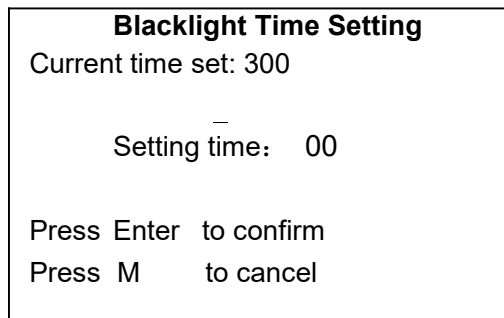 Blacklight Time Setting
Current time set: 300
Setting time： 00
Press Enter to confirm
Press M to cancel